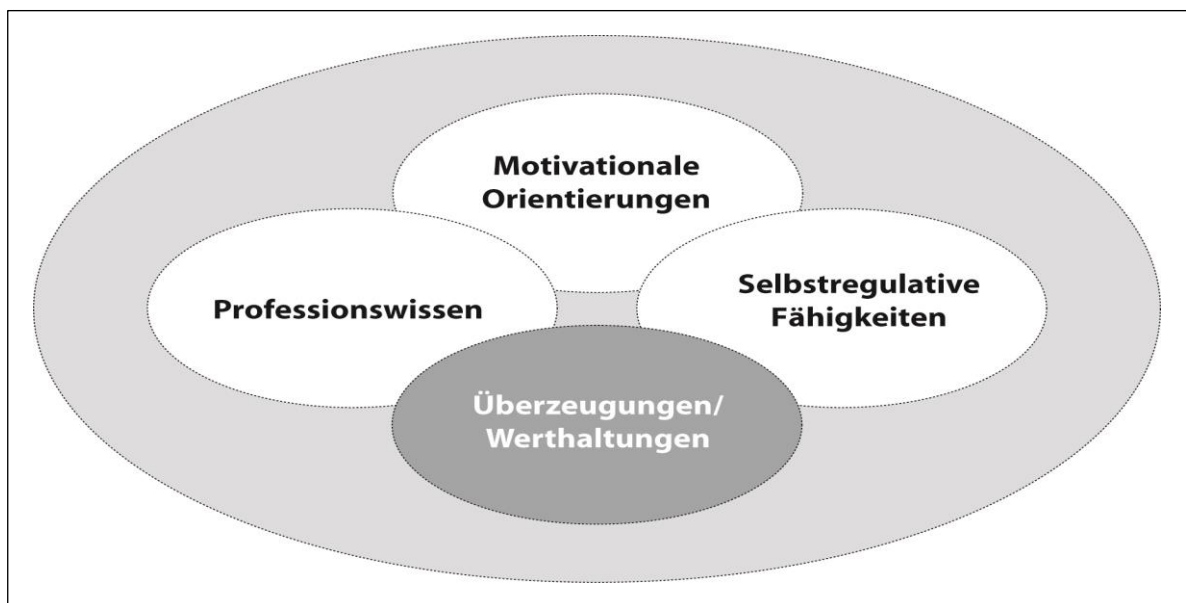 Motivationale
Orientierungen
Professionswissen
Selbstregulative
Fähigkeiten
Überzeugungen/
Werthaltungen